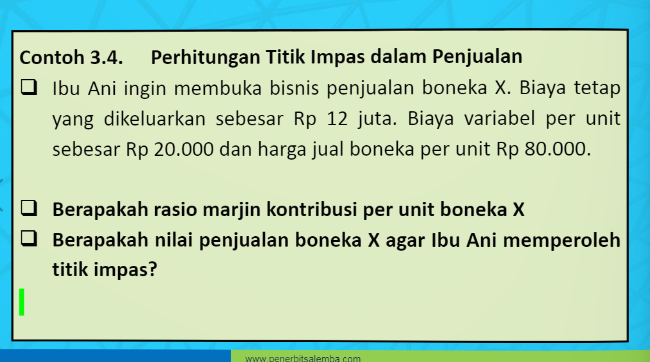 Contoh 3.4. Perhitungan Titik Impas dalam Penjualan
❑ Ibu Ani ingin membuka bisnis penjualan boneka X. Biaya tetap
yang dikeluarkan sebesar Rp 12 juta. Biaya variabel per unit
sebesar Rp 20.000 dan harga jual boneka per unit Rp 80.000.
❑ Berapakah rasio marjin kontribusi per unit boneka X
❑ Berapakah nilai penjualan boneka X agar Ibu Ani memperoleh
titik impas?
www.penerbitsalemba.com